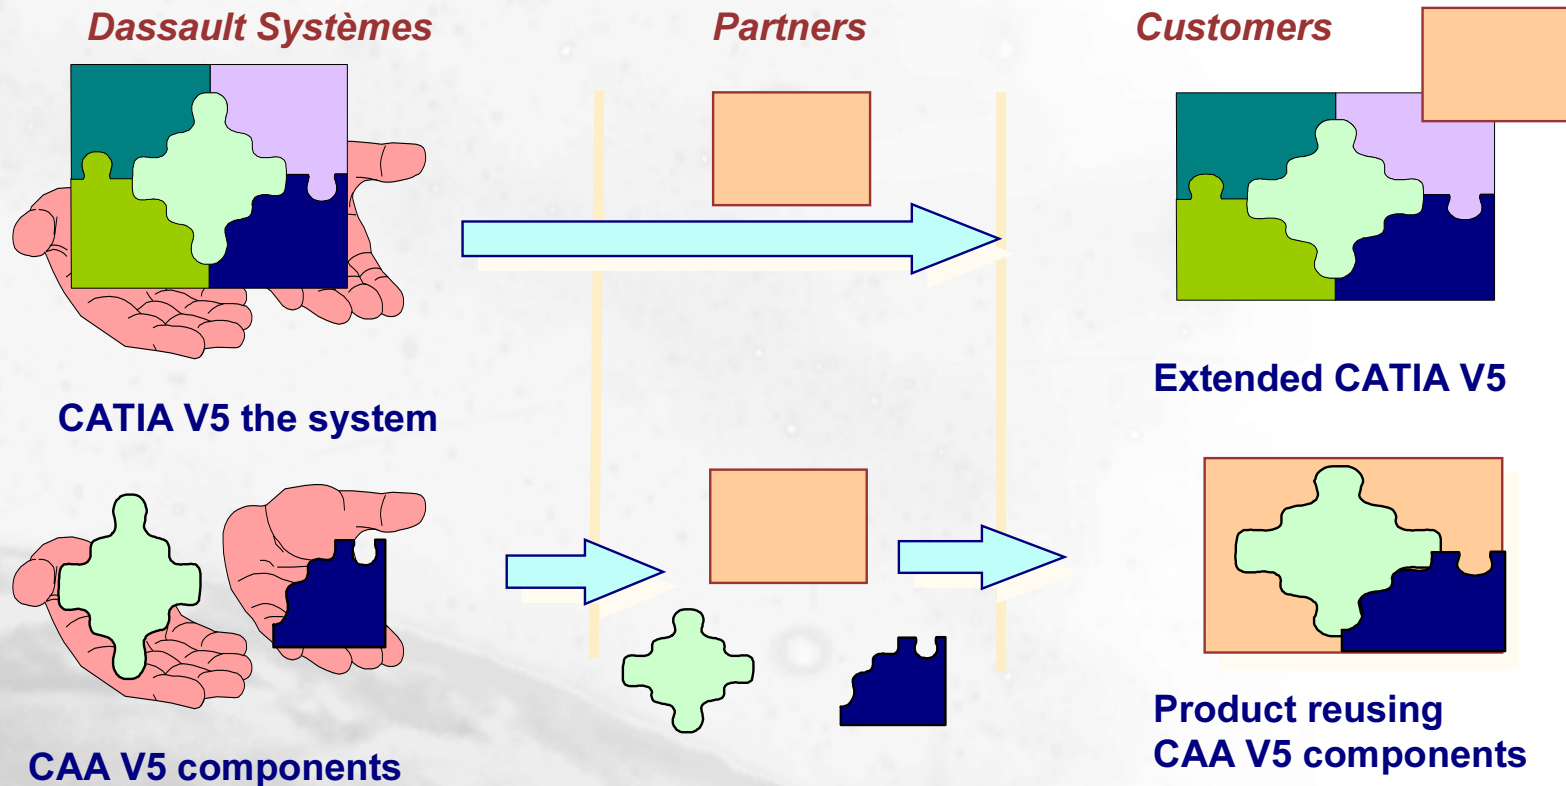 Dassault Systèmes
Partners
Customers
CATIA V5 the system
Extended CATIA V5
CAA V5 components
Product reusing
CAA V5 components